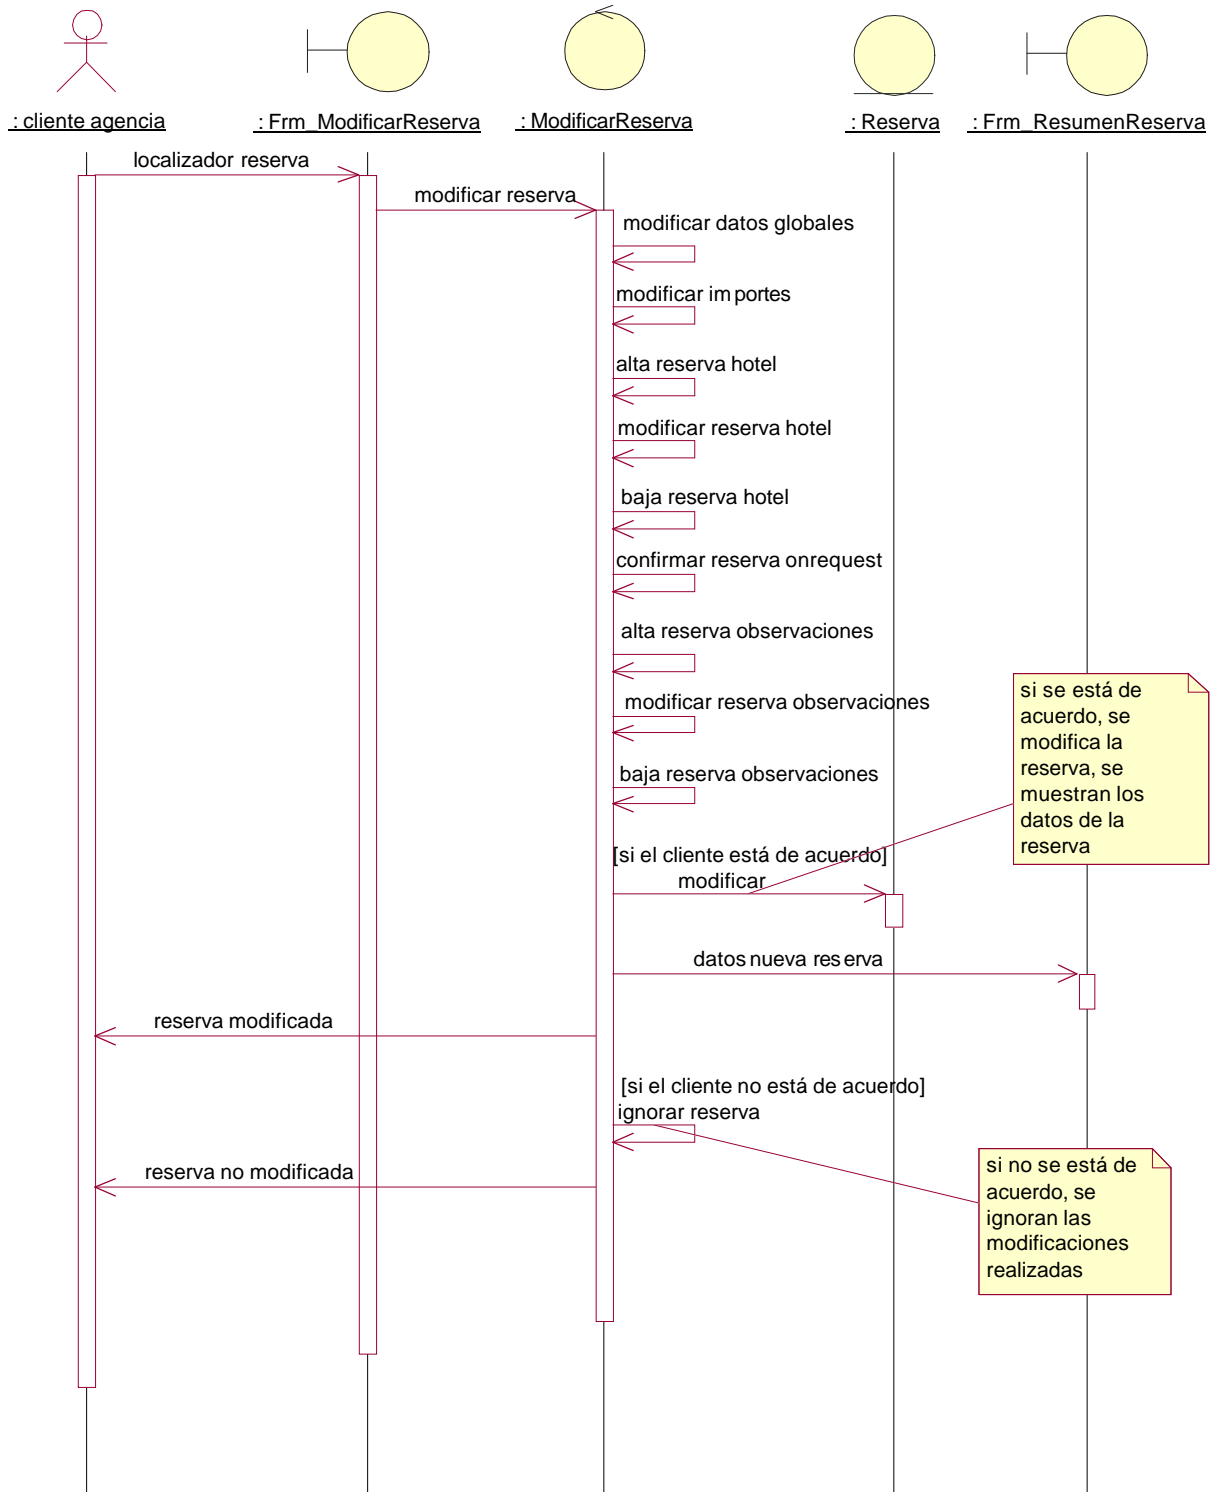 : cliente agencia
: Frm_ModificarReserva
: ModificarReserva
: Reserva
: Frm_ResumenReserva
localizador reserva
modificar reserva
modificar datos globales
modificar importes
alta reserva hotel
modificar reserva hotel
baja reserva hotel
confirmar reserva onrequest
alta reserva observaciones
modificar reserva observaciones
baja reserva observaciones
si se está de
acuerdo, se
modifica la
reserva, se
muestran los
datos de la
reserva
[si el cliente está de acuerdo]
modificar
datos nueva reserva
reserva modificada
[si el cliente no está de acuerdo]
ignorar reserva
reserva no modificada
si no se está de
acuerdo, se
ignoran las
modificaciones
realizadas